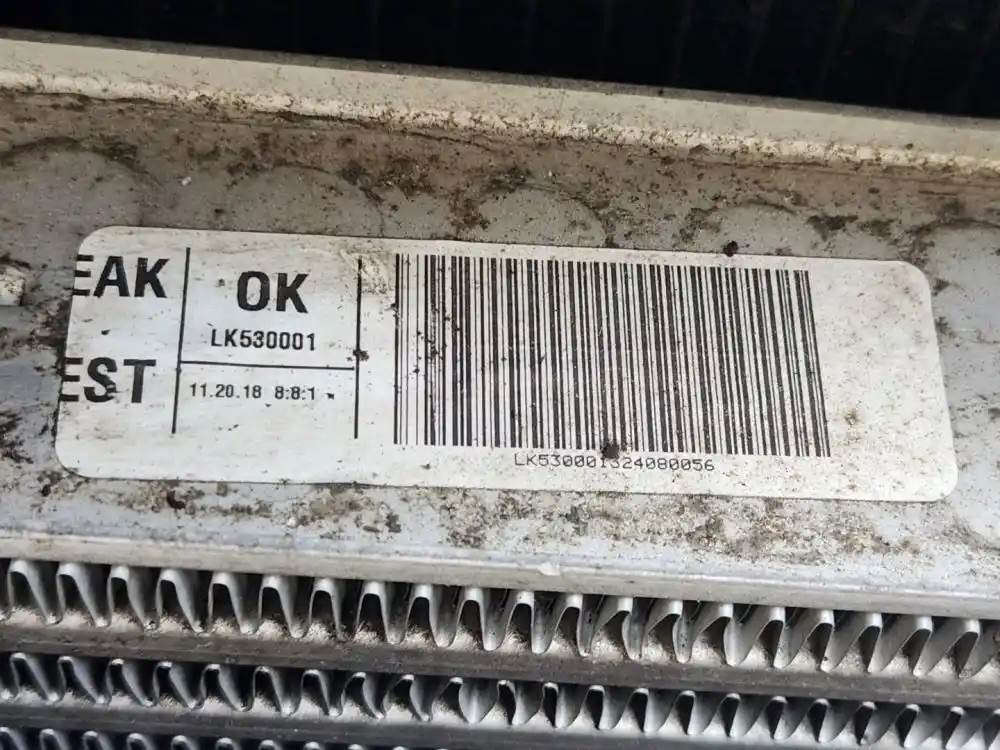 EAK
EST
OK
LK530001
11.20.18 8:8:1
LK530001324080056